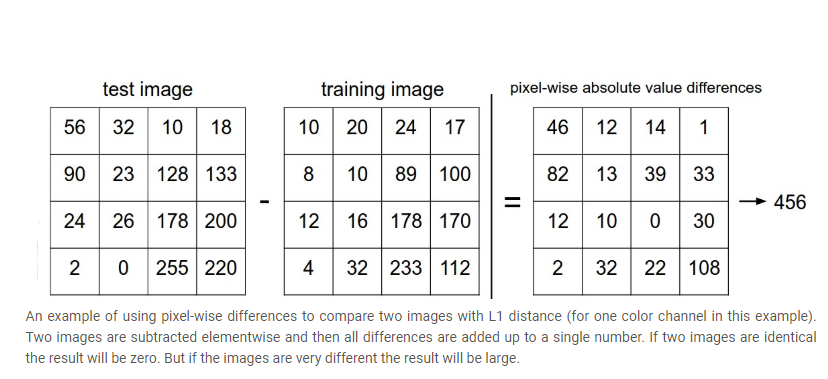 test image training image pixel-wise absolute value differences
56 32 10 18 10 20 24 17 46 12 14 1
90 23 128 133 8 10 89 100 82 13 39 33
- = → 456
24 26 178 200 12 16 178 170 12 10 0 30
2 0 255 220 4 32 233 112 2 32 22 108
An example of using pixel-wise differences to compare two images with L1 distance (for one color channel in this example).
Two images are subtracted elementwise and then all differences are added up to a single number. If two images are identical
the result will be zero. But if the images are very different the result will be large.